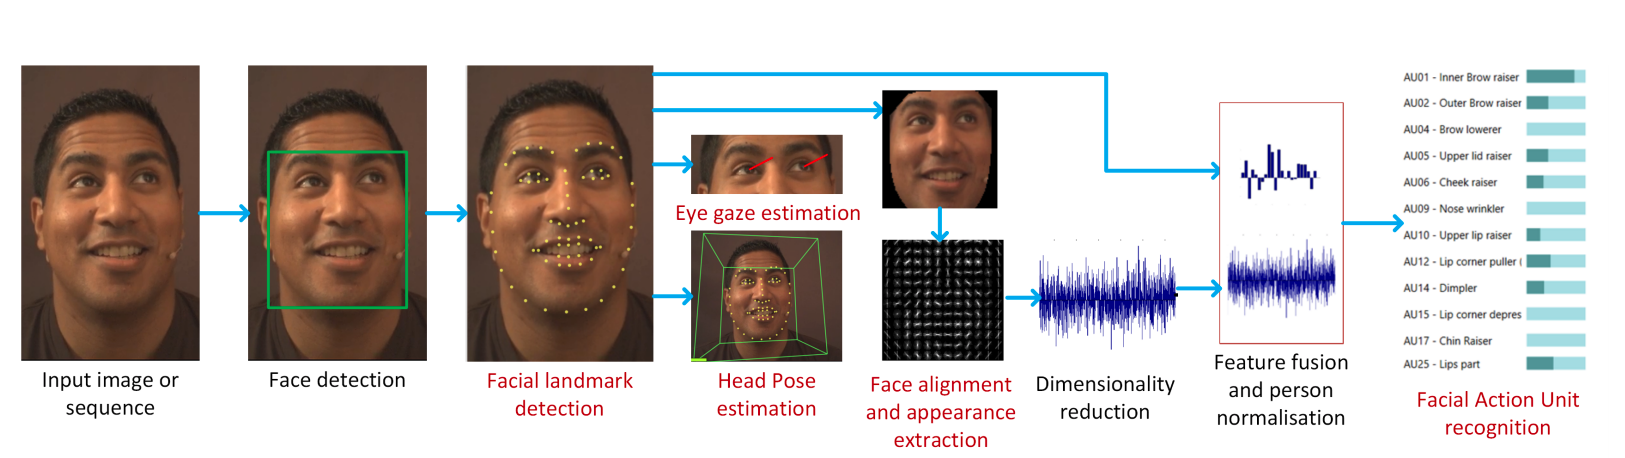 Input image or
sequence
Face detection
Facial landmark
detection
Eye gaze estimation
Head Pose
estimation
Face alignment
and appearance
extraction
Dimensionality
reduction
Feature fusion
and person
normalisation
AU01 - Inner Brow raiser
AU02 - Outer Brow raiser
AU04 - Brow lowerer
AU05 - Upper lid raiser
AU06 - Cheek raiser
AU09 - Nose wrinkler
AU10 - Upper lip raiser
AU12 - Lip corner puller (
AU14 - Dimpler
AU15 - Lip corner depres
AU17 - Chin Raiser
AU25 - Lips part
Facial Action Unit
recognition